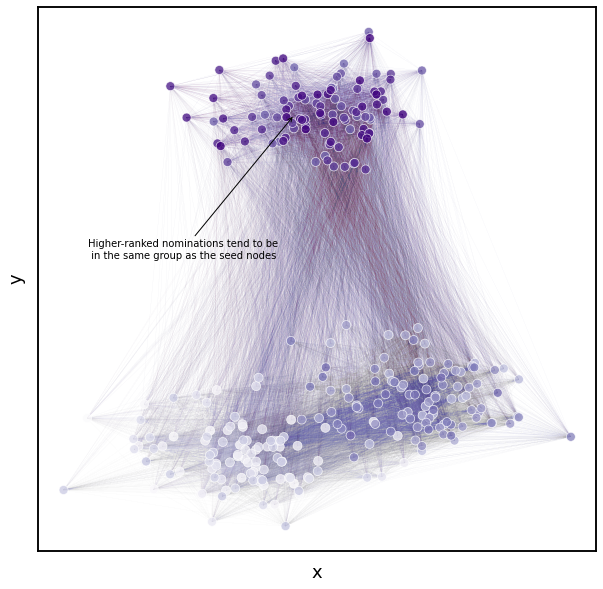 Higher-ranked nominations tend to be
in the same group as the seed nodes
y
x